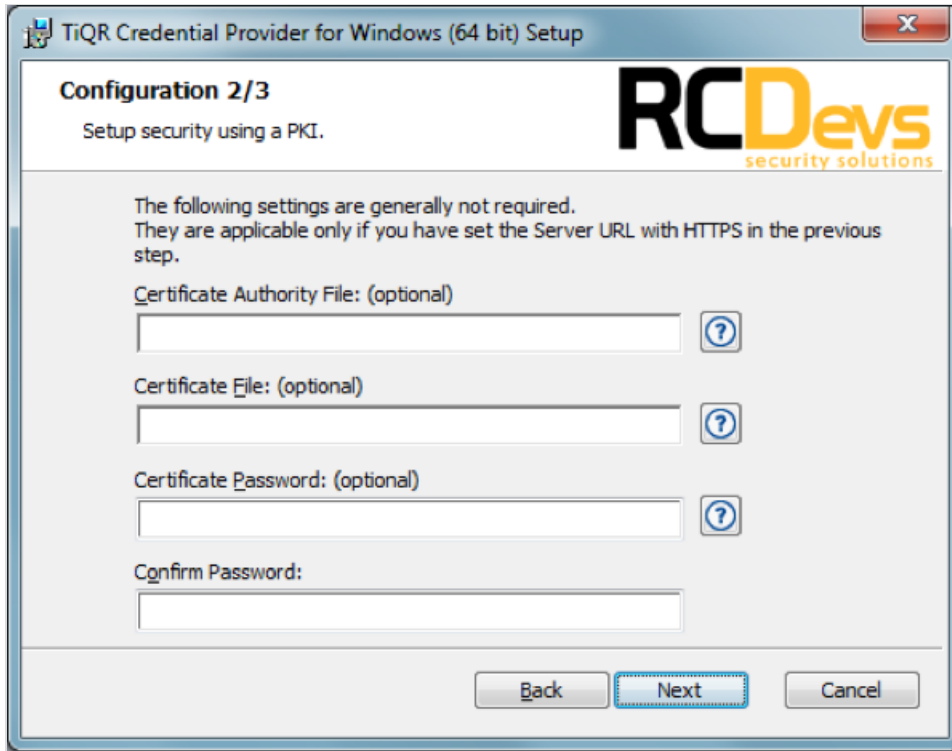 TiQR Credential Provider for Windows (64 bit) Setup
Configuration 2/3
Setup security using a PKI.
RCDevs
security solutions
The following settings are generally not required.
They are applicable only if you have set the Server URL with HTTPS in the previous
step.
Certificate Authority File: (optional)
?
Certificate File: (optional)
?
Certificate Password: (optional)
?
Confirm Password:
Back Next Cancel